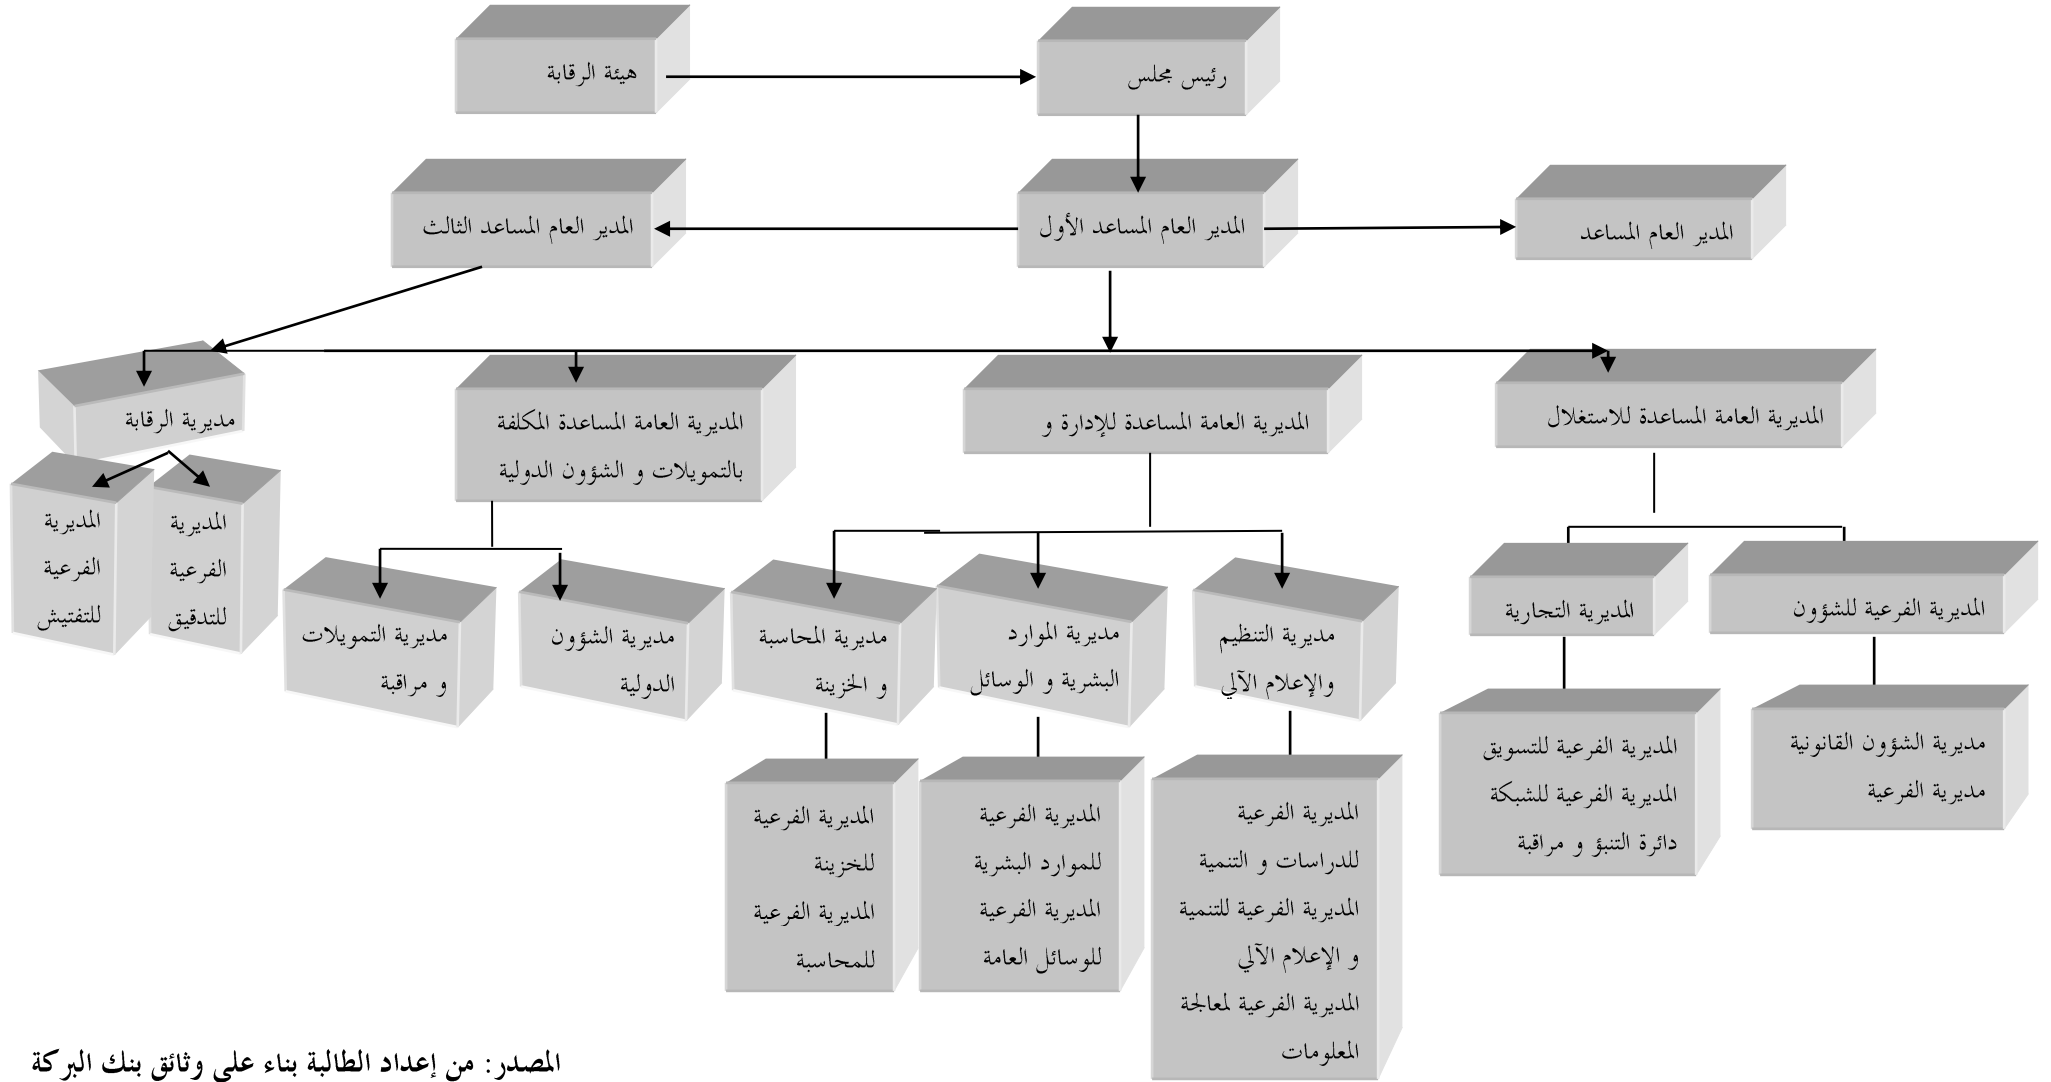 رئيس مجلس
هيئة الرقابة
المدير العام المساعد
المدير العام المساعد الأول
المدير العام المساعد الثالث
المديرية العامة المساعدة للاستغلال
المديرية العامة المساعدة للإدارة و
المديرية العامة المساعدة المكلفة
بالتمويلات و الشؤون الدولية
مديرية الرقابة
المديرية الفرعية للشؤون
المديرية التجارية
مديرية التنظيم
والإعلام الآلي
مديرية الموارد
البشرية و الوسائل
مديرية المحاسبة
و الخزينة
مديرية الشؤون
الدولية
مديرية التمويلات
و مراقبة
المديرية
الفرعية
للتدقيق
المديرية
الفرعية
للتفتيش
مديرية الشؤون القانونية
مديرية الفرعية
المديرية الفرعية للتسويق
المديرية الفرعية للشبكة
دائرة التنبؤ و مراقبة
المديرية الفرعية
للدراسات و التنمية
المديرية الفرعية للتنمية
و الإعلام الآلي
المديرية الفرعية لمعالجة
المعلومات
المديرية الفرعية
للموارد البشرية
المديرية الفرعية
للوسائل العامة
المديرية الفرعية
للخزينة
المديرية الفرعية
للمحاسبة
المصدر: من إعداد الطالبة بناء على وثائق بنك البركة